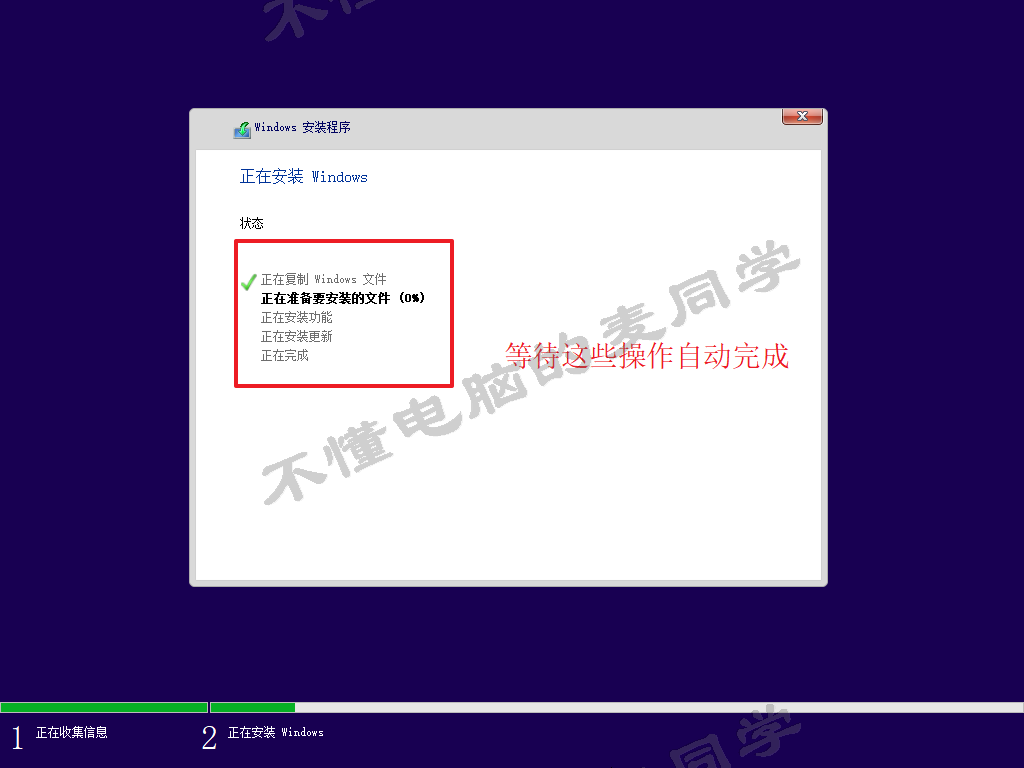 不懂
Windows 安装程序
正在安装 Windows
状态
正在复制 Windows 文件
正在准备要安装的文件 (0%)
正在安装功能
正在安装更新
正在完成
等待这些操作自动完成
不懂电脑的麦同学
1 正在收集信息
2 正在安装 Windows
同学